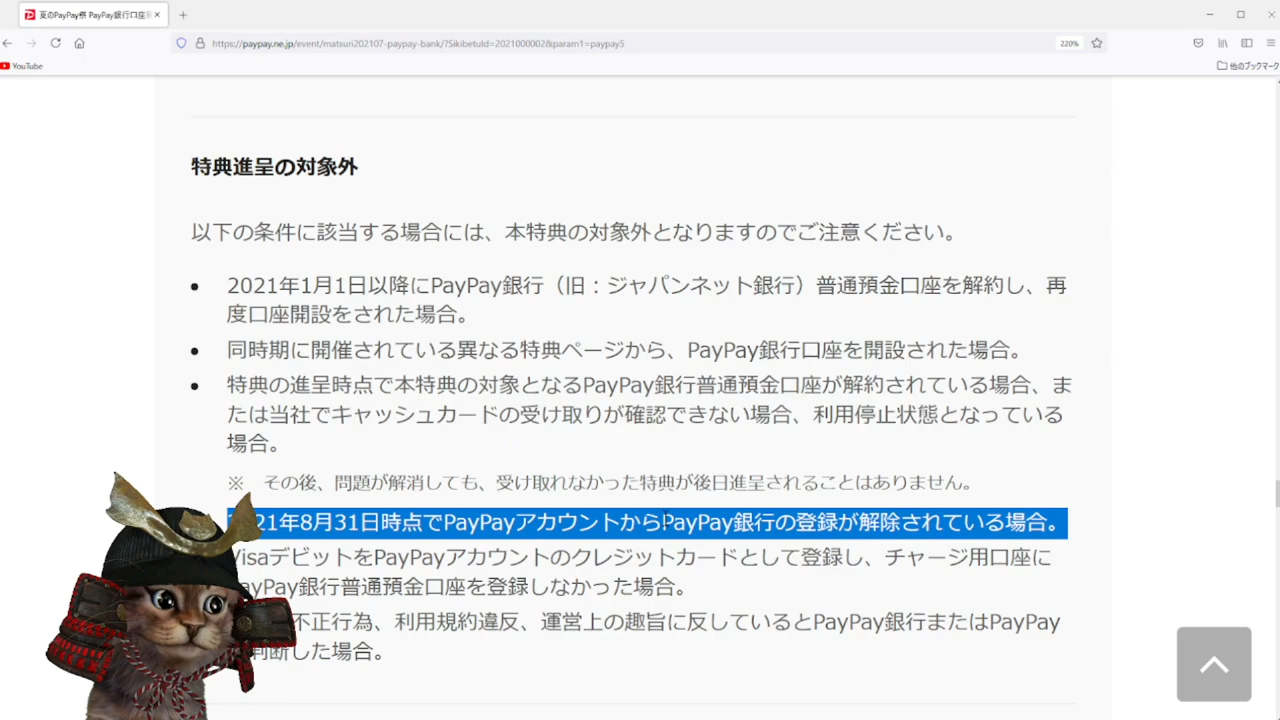 夏のPayPay祭 PayPay銀行口座
https://paypay.ne.jp/event/matsuri202107-paypay-bank/?SikibetuId=2021000002&param1=paypay5
220%
YouTube
他のブックマーク
特典進呈の対象外
以下の条件に該当する場合には、本特典の対象外となりますのでご注意ください。
2021年1月1日以降にPayPay銀行（旧：ジャパンネット銀行）普通預金口座を解約し、再
度口座開設をされた場合。
同時期に開催されている異なる特典ページから、PayPay銀行口座を開設された場合。
特典の進呈時点で本特典の対象となるPayPay銀行普通預金口座が解約されている場合、ま
たは当社でキャッシュカードの受け取りが確認できない場合、利用停止状態となっている
場合。
※ その後、問題が解消しても、受け取れなかった特典が後日進呈されることはありません。
21年8月31日時点でPayPayアカウントからPayPay銀行の登録が解除されている場合。
VisaデビットをPayPayアカウントのクレジットカードとして登録し、チャージ用口座に
ayPay銀行普通預金口座を登録しなかった場合。
不正行為、利用規約違反、運営上の趣旨に反しているとPayPay銀行またはPayPay
判断した場合。